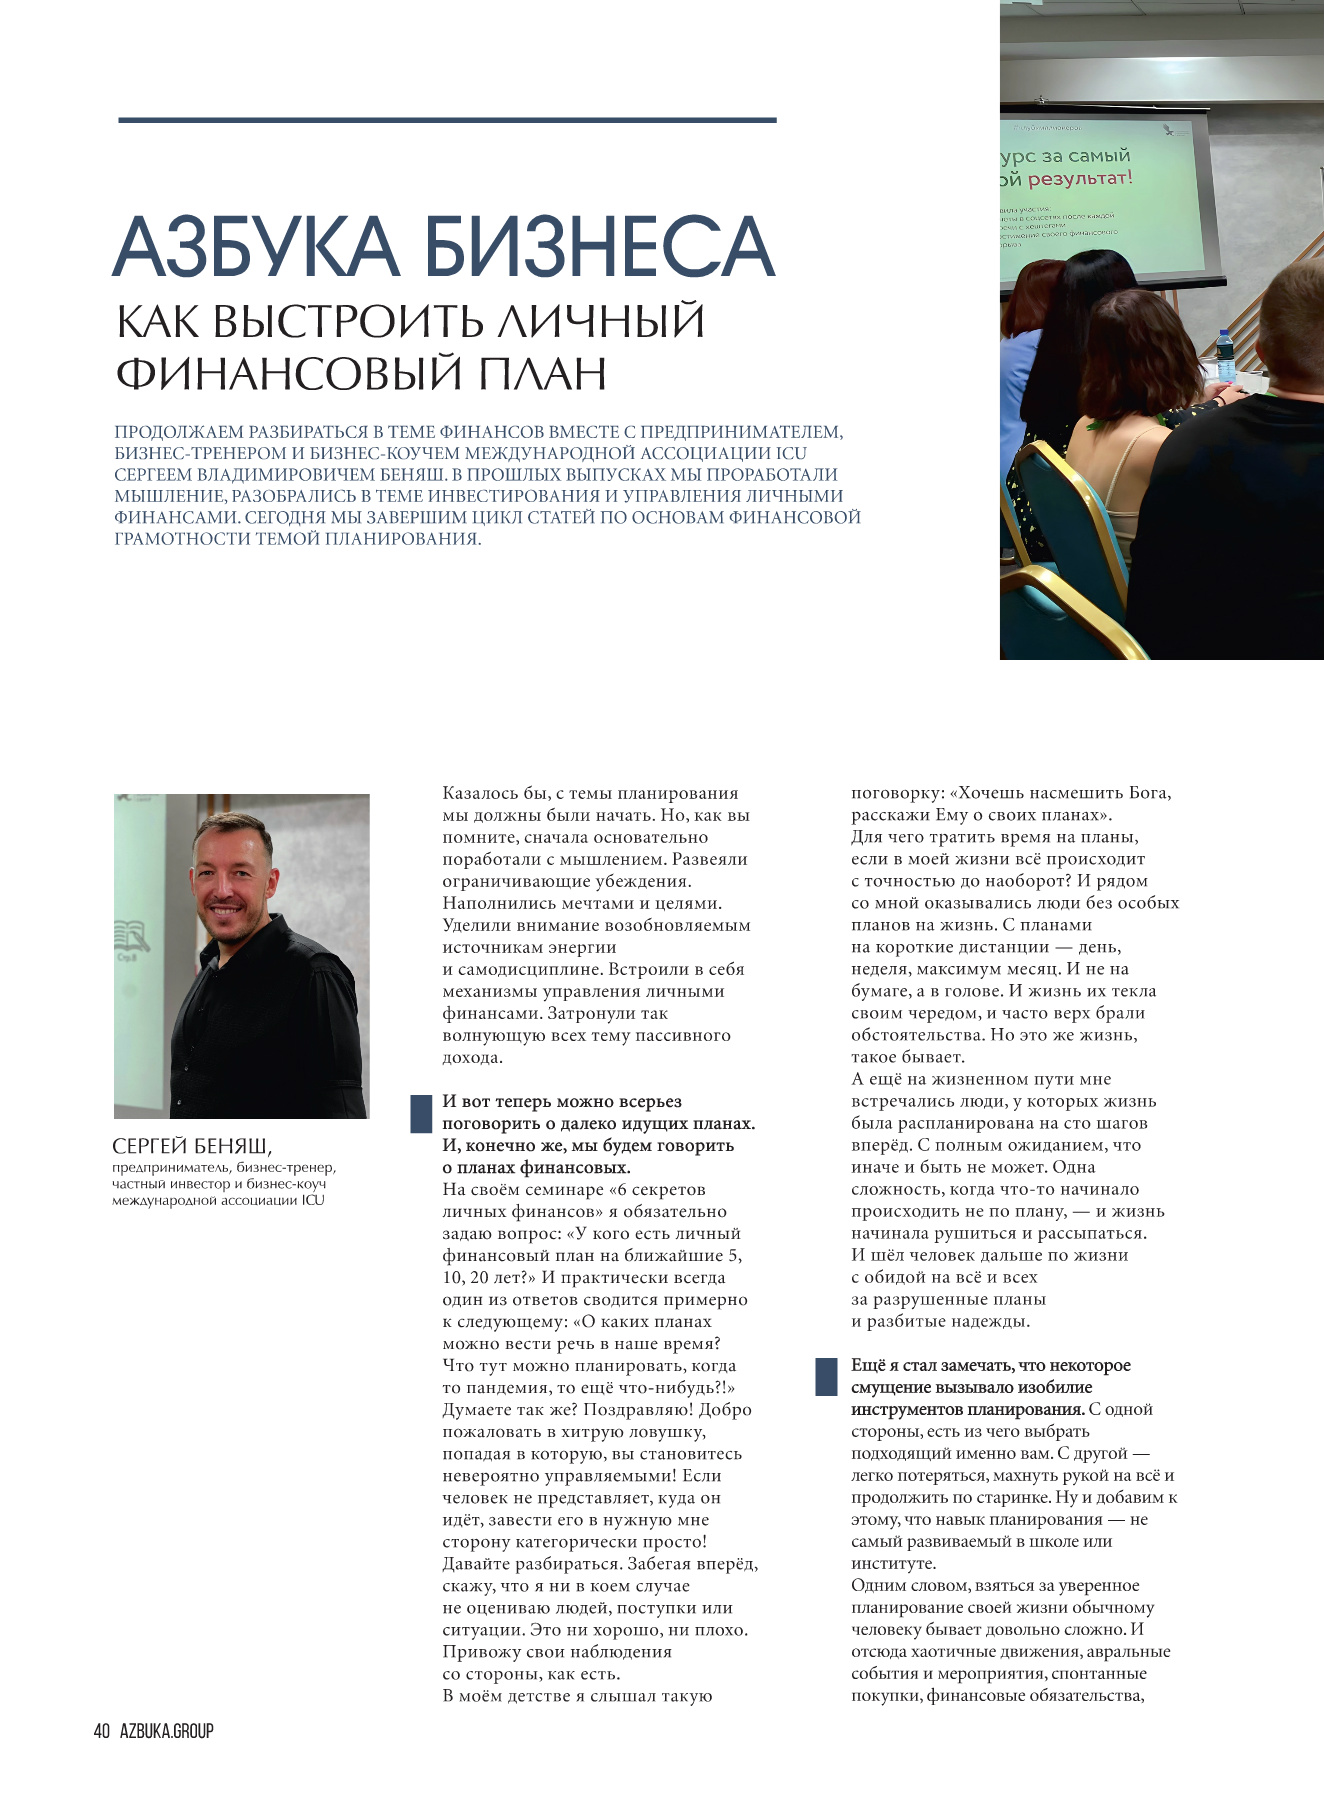 АЗБУКА БИЗНЕСА
КАК ВЫСТРОИТЬ ЛИЧНЫЙ
ФИНАНСОВЫЙ ПЛАН
ПРОДОЛЖАЕМ РАЗБИРАТЬСЯ В ТЕМЕ ФИНАНСОВ ВМЕСТЕ С ПРЕДПРИНИМАТЕЛЕМ,
БИЗНЕС-ТРЕНЕРОМ И БИЗНЕС-КОУЧЕМ МЕЖДУНАРОДНОЙ АССОЦИАЦИИ ICU
СЕРГЕЕМ ВЛАДИМИРОВИЧЕМ БЕНЯШ. В ПРОШЛЫХ ВЫПУСКАХ МЫ ПРОРАБОТАЛИ
МЫШЛЕНИЕ, РАЗОБРАЛИСЬ В ТЕМЕ ИНВЕСТИРОВАНИЯ И УПРАВЛЕНИЯ ЛИЧНЫМИ
ФИНАНСАМИ. СЕГОДНЯ МЫ ЗАВЕРШИМ ЦИКЛ СТАТЕЙ ПО ОСНОВАМ ФИНАНСОВОЙ
ГРАМОТНОСТИ ТЕМОЙ ПЛАНИРОВАНИЯ.
урс за самый
ой результат!
участия:
в соцсетях после каждой
с хештегами
своего финансового
Стр.8
СЕРГЕЙ БЕНЯШ,
предприниматель, бизнес-тренер,
частный инвестор и бизнес-коуч
международной ассоциации ICU
Казалось бы, с темы планирования
мы должны были начать. Но, как вы
помните, сначала основательно
поработали с мышлением. Развеяли
ограничивающие убеждения.
Наполнились мечтами и целями.
Уделили внимание возобновляемым
источникам энергии
и самодисциплине. Встроили в себя
механизмы управления личными
финансами. Затронули так
волнующую всех тему пассивного
дохода.
И вот теперь можно всерьез
поговорить о далеко идущих планах.
И, конечно же, мы будем говорить
о планах финансовых.
На своём семинаре «6 секретов
личных финансов» я обязательно
задаю вопрос: «У кого есть личный
финансовый план на ближайшие 5,
10, 20 лет?» И практически всегда
один из ответов сводится примерно
к следующему: «О каких планах
можно вести речь в наше время?
Что тут можно планировать, когда
то пандемия, то ещё что-нибудь?!»
Думаете так же? Поздравляю! Добро
пожаловать в хитрую ловушку,
попадая в которую, вы становитесь
невероятно управляемыми! Если
человек не представляет, куда он
идёт, завести его в нужную мне
сторону категорически просто!
Давайте разбираться. Забегая вперёд,
скажу, что я ни в коем случае
не оцениваю людей, поступки или
ситуации. Это ни хорошо, ни плохо.
Привожу свои наблюдения
со стороны, как есть.
В моём детстве я слышал такую
поговорку: «Хочешь насмешить Бога,
расскажи Ему о своих планах».
Для чего тратить время на планы,
если в моей жизни всё происходит
с точностью до наоборот? И рядом
со мной оказывались люди без особых
планов на жизнь. С планами
на короткие дистанции — день,
неделя, максимум месяц. И не на
бумаге, а в голове. И жизнь их текла
своим чередом, и часто верх брали
обстоятельства. Но это же жизнь,
такое бывает.
А ещё на жизненном пути мне
встречались люди, у которых жизнь
была распланирована на сто шагов
вперёд. С полным ожиданием, что
иначе и быть не может. Одна
сложность, когда что-то начинало
происходить не по плану, — и жизнь
начинала рушиться и рассыпаться.
И шёл человек дальше по жизни
с обидой на всё и всех
за разрушенные планы
и разбитые надежды.
Ещё я стал замечать, что некоторое
смущение вызывало изобилие
инструментов планирования. С одной
стороны, есть из чего выбрать
подходящий именно вам. С другой —
легко потеряться, махнуть рукой на всё и
продолжить по старинке. Ну и добавим к
этому, что навык планирования — не
самый развиваемый в школе или
институте.
Одним словом, взяться за уверенное
планирование своей жизни обычному
человеку бывает довольно сложно. И
отсюда хаотичные движения, авральные
события и мероприятия, спонтанные
покупки, финансовые обязательства,
40 AZBUKA.GROUP